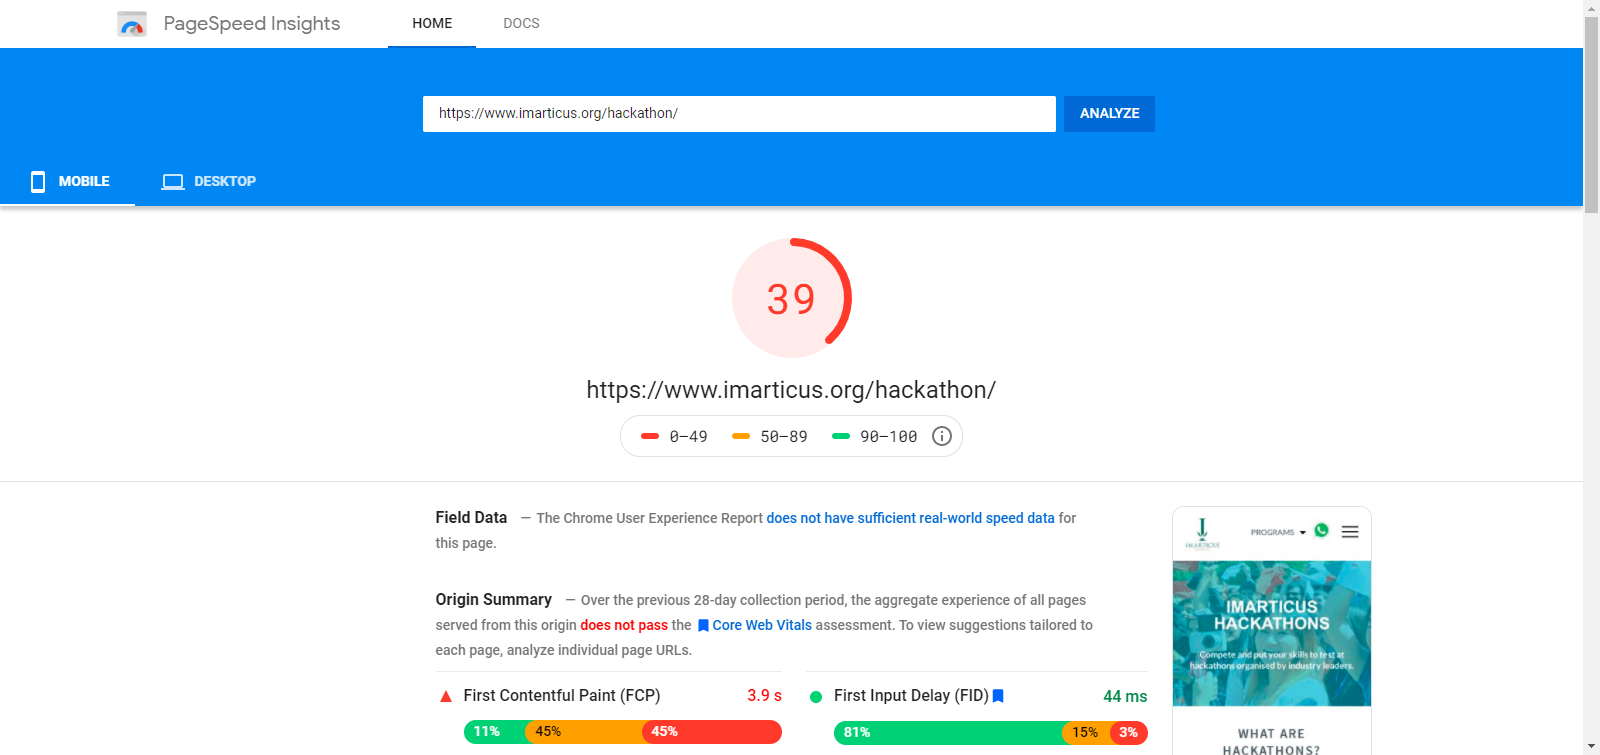 PageSpeed Insights
HOME
DOCS
https://www.imarticus.org/hackathon/
ANALYZE
MOBILE
DESKTOP
39
https://www.imarticus.org/hackathon/
0–49
50–89
90–100
Field Data — The Chrome User Experience Report does not have sufficient real-world speed data for
this page.
Origin Summary — Over the previous 28-day collection period, the aggregate experience of all pages
served from this origin does not pass the Core Web Vitals assessment. To view suggestions tailored to
each page, analyze individual page URLs.
First Contentful Paint (FCP) 3.9 s
11% 45% 45%
First Input Delay (FID) 44 ms
81% 15% 3%
IMARTICUS
PROGRAMS
IMARTICUS
HACKATHONS
Compete and put your skills to test at
hackathons organised by industry leaders.
WHAT ARE
HACKATHONS?